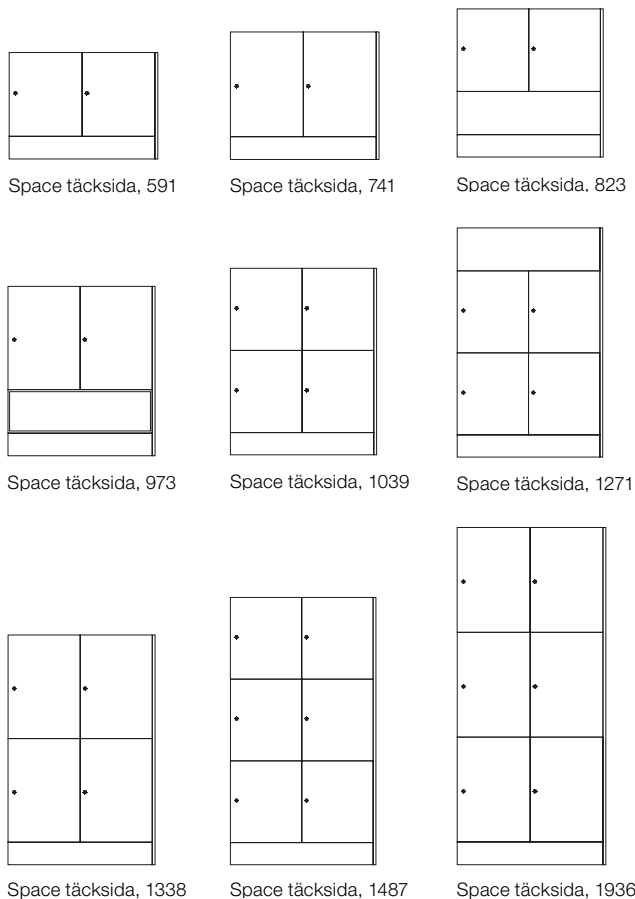 Space täcksida, 591
Space täcksida, 741
Space täcksida, 823
Space täcksida, 973
Space täcksida, 1039
Space täcksida, 1271
Space täcksida, 1338
Space täcksida, 1487
Space täcksida, 1936